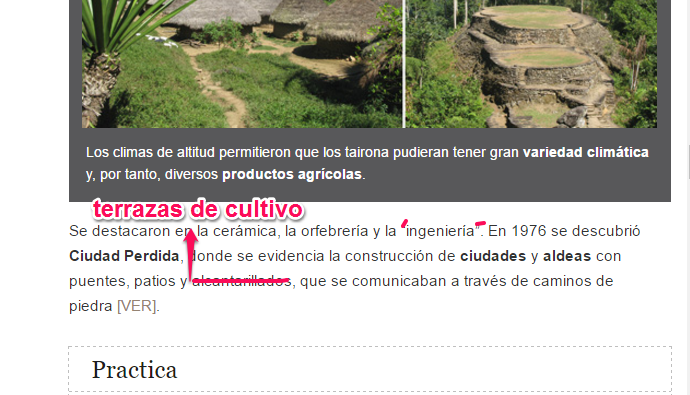 Los climas de altitud permitieron que los tairona pudieran tener gran variedad climática
y, por tanto, diversos productos agrícolas.
terrazas de cultivo
Se destacaron en la cerámica, la orfebrería y la "ingeniería". En 1976 se descubrió
Ciudad Perdida, donde se evidencia la construcción de ciudades y aldeas con
puentes, patios y alcantarillados, que se comunicaban a través de caminos de
piedra [VER].
Practica